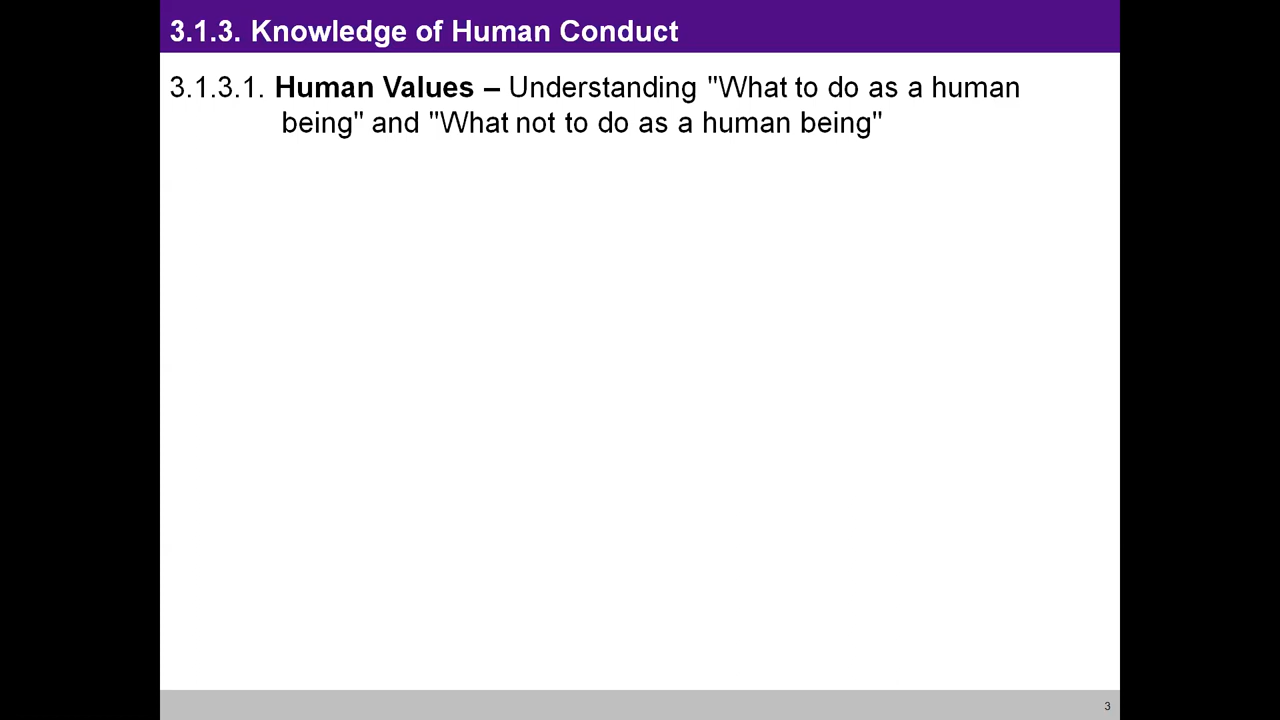 3.1.3. Knowledge of Human Conduct
3.1.3.1. Human Values – Understanding "What to do as a human
being" and "What not to do as a human being"
3